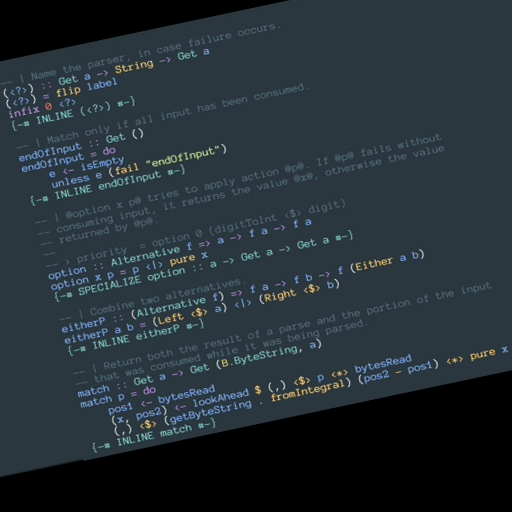 -- | Name the parser, in case failure occurs.
(<?>) :: Get a -> String -> Get a
(<?>) = flip label
infix 0 <?>
{-# INLINE (<?>) #-}
-- | Match only if all input has been consumed.
endOfInput :: Get ()
endOfInput = do
e <- isEmpty
unless e (fail "endOfInput")
{-# INLINE endOfInput #-}
-- | @option x p@ tries to apply action @p@. If @p@ fails without
-- consuming input, it returns the value @x@, otherwise the value
-- returned by @p@.
--
-- > priority  = option 0 (digitToInt <$> digit)
option :: Alternative f => a -> f a -> f a
option x p = p <|> pure x
{-# SPECIALIZE option :: a -> Get a -> Get a #-}
-- | Combine two alternatives.
eitherP :: (Alternative f) => f a -> f b -> f (Either a b)
eitherP a b = (Left <$> a) <|> (Right <$> b)
{-# INLINE eitherP #-}
-- | Return both the result of a parse and the portion of the input
-- that was consumed while it was being parsed.
match :: Get a -> Get (B.ByteString, a)
match p = do
pos1 <- bytesRead
(x, pos2) <- lookAhead $ (,) <$> p <*> bytesRead
(,) <$> (getByteString . fromIntegral) (pos2 - pos1) <*> pure x
{-# INLINE match #-}